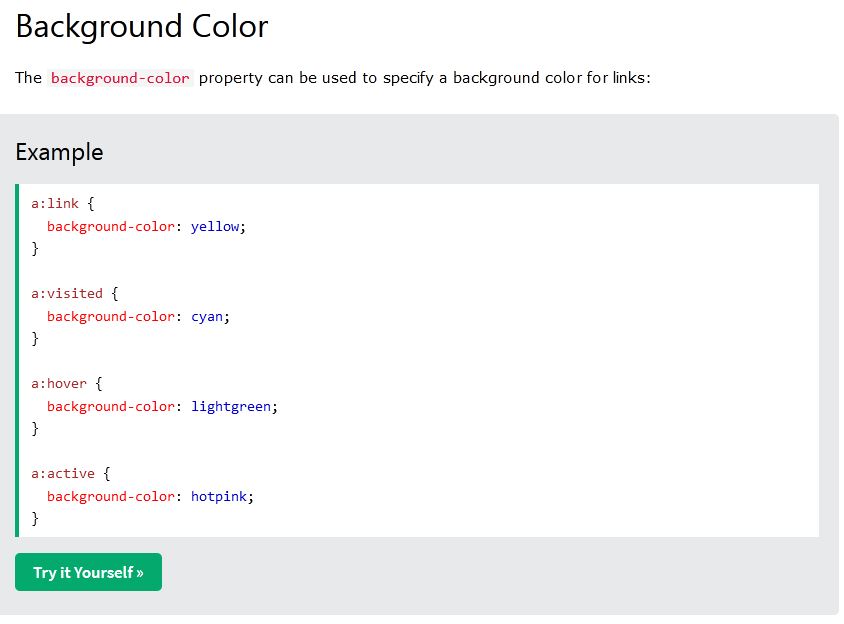 Background Color
The background-color property can be used to specify a background color for links:
Example
a:link {
  background-color: yellow;
}
a:visited {
  background-color: cyan;
}
a:hover {
  background-color: lightgreen;
}
a:active {
  background-color: hotpink;
}
Try it Yourself »